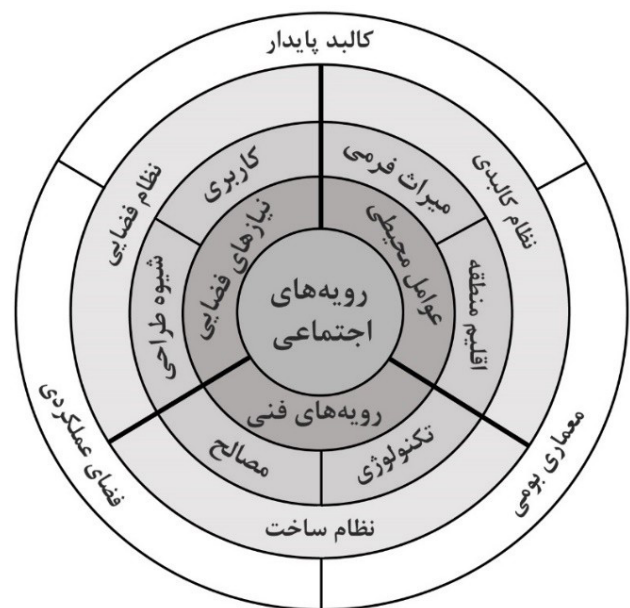 کالبد پایدار
نظام فضایی
نظام کالبدی
کاربری
میراث فرمی
نیازهای فضایی
عوامل محیطی
شیوه طراحی
اقلیم منطقه
رویه‌های
اجتماعی
رویه‌های فنی
مصالح
تکنولوژی
نظام ساخت
فضای عملکردی
معماری بومی